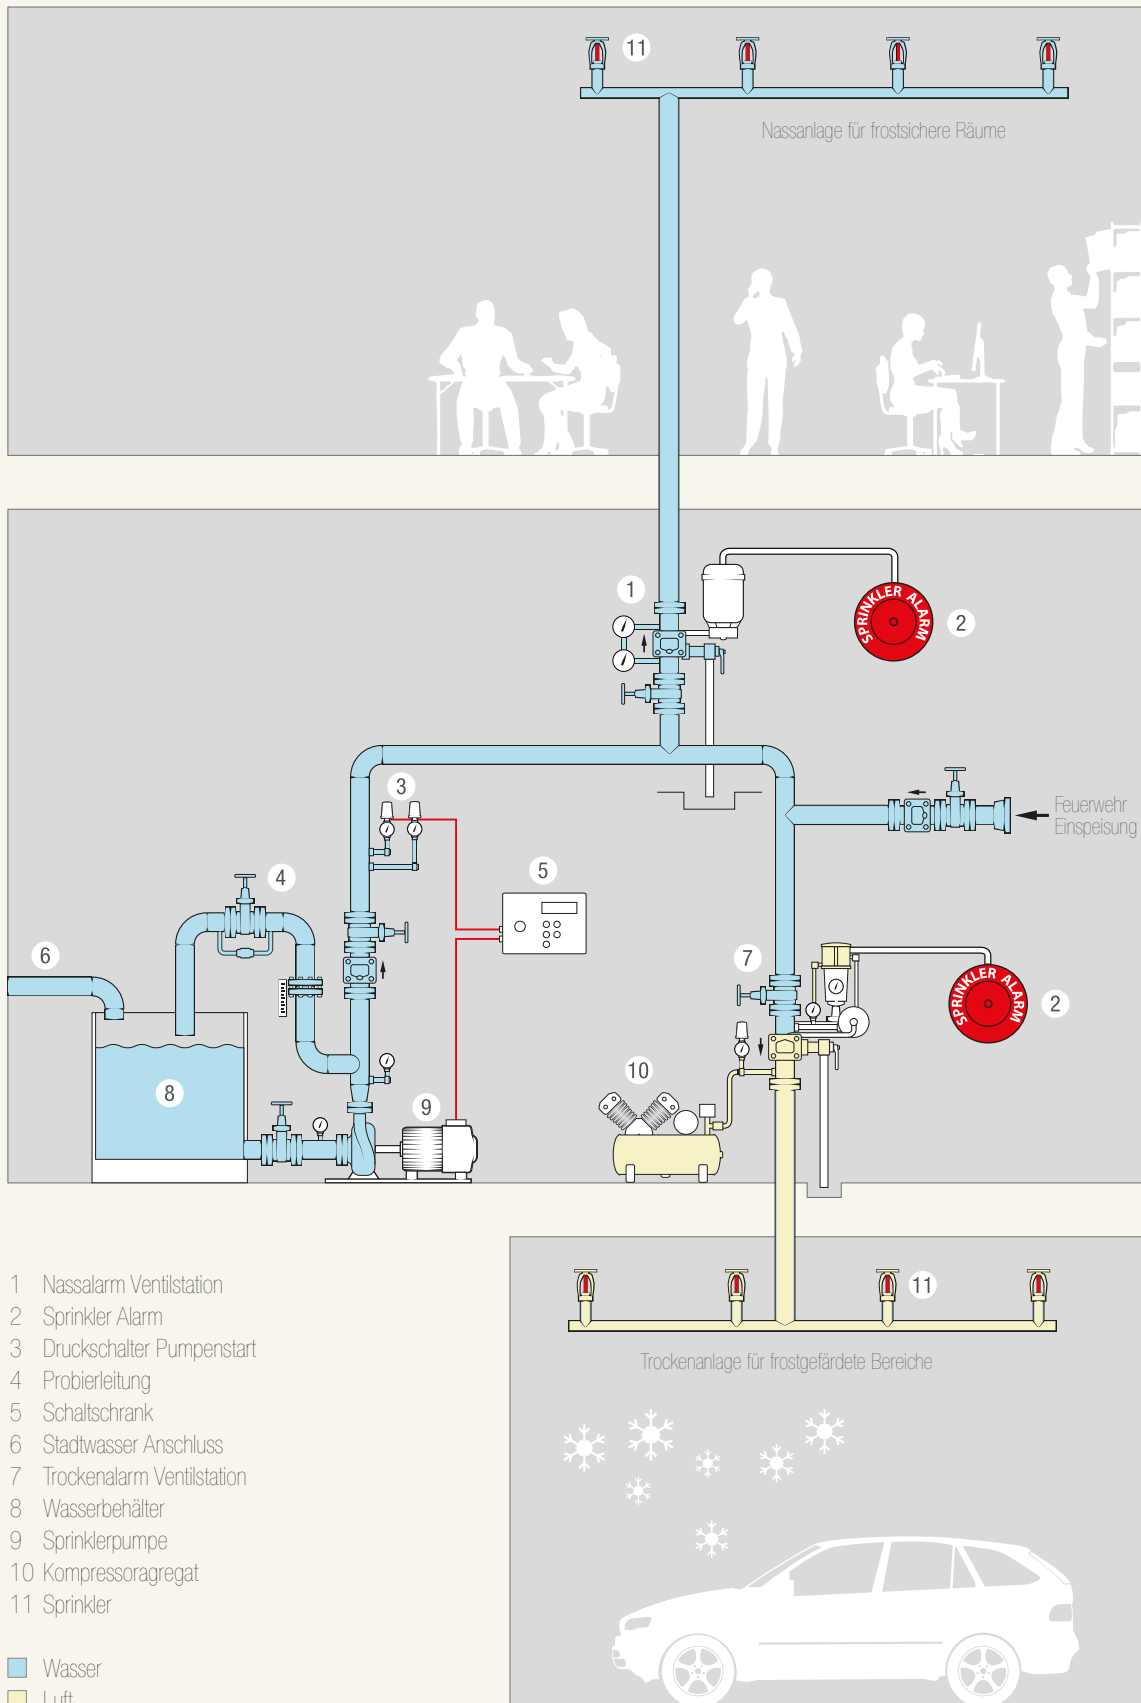 11
Nassanlage für frostsichere Räume
1
SPRINKLER ALARM
2
3
Feuerwehr
Einspeisung
4
5
6
7
SPRINKLER ALARM
2
8
9
10
11
Trockenanlage für frostgefärdete Bereiche
1 Nassalarm Ventilstation
2 Sprinkler Alarm
3 Druckschalter Pumpenstart
4 Probierleitung
5 Schaltschrank
6 Stadtwasser Anschluss
7 Trockenalarm Ventilstation
8 Wasserbehälter
9 Sprinklerpumpe
10 Kompressoragregat
11 Sprinkler
Wasser
Luft